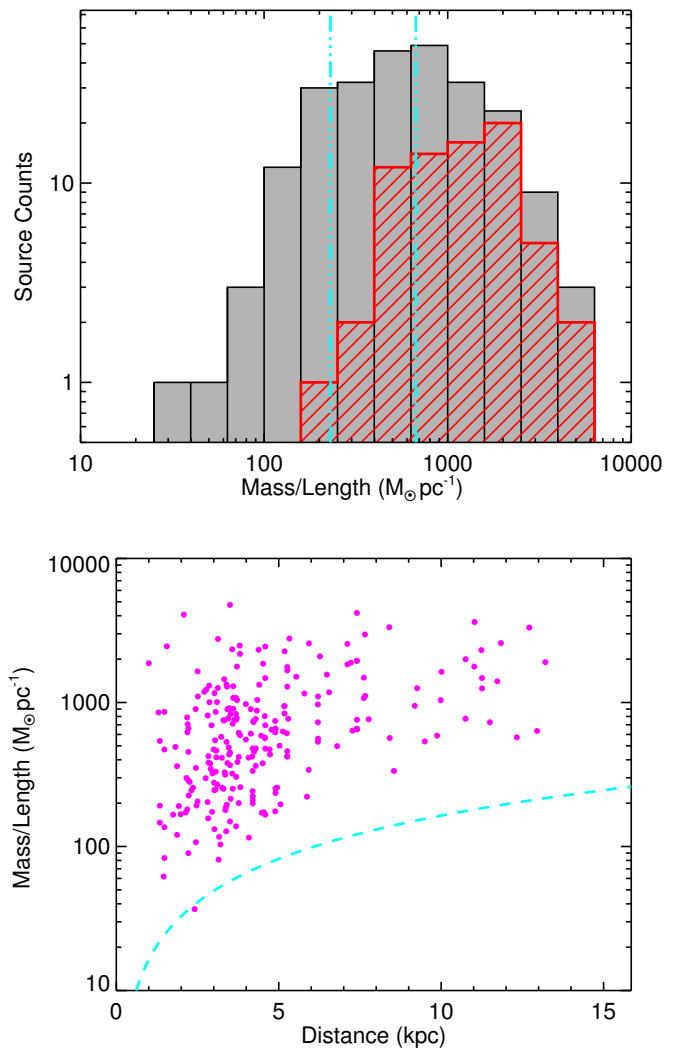 10
1
Source Counts
10 100 1000 10000
Mass/Length (M☉ pc⁻¹)
10000
1000
100
10
Mass/Length (M☉ pc⁻¹)
0 5 10 15
Distance (kpc)